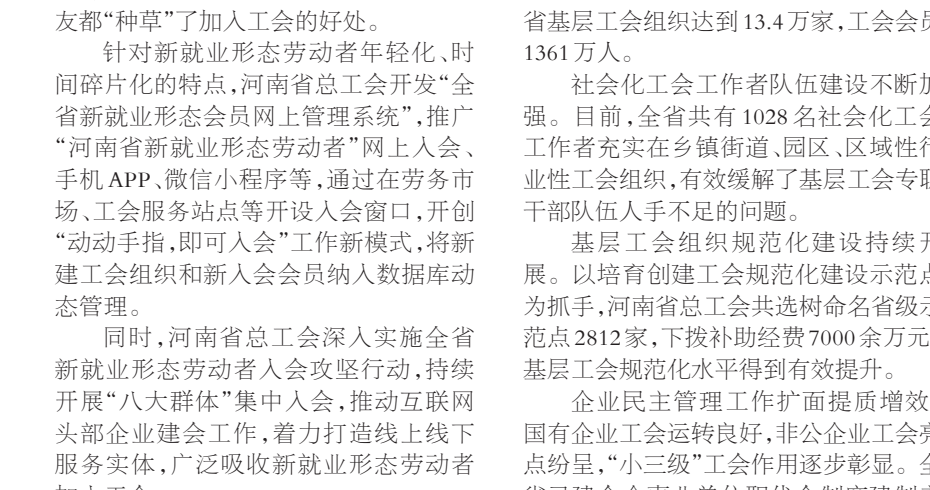 友都“种草”了加入工会的好处。
针对新就业形态劳动者年轻化、时
间碎片化的特点,河南省总工会开发“全
省新就业形态会员网上管理系统”,推广
“河南省新就业形态劳动者”网上入会、
手机APP、微信小程序等,通过在劳务市
场、工会服务站点等开设入会窗口,开创
“动动手指,即可入会”工作新模式,将新
建工会组织和新入会会员纳入数据库动
态管理。
同时,河南省总工会深入实施全省
新就业形态劳动者入会攻坚行动,持续
开展“八大群体”集中入会,推动互联网
头部企业建会工作,着力打造线上线下
服务实体,广泛吸收新就业形态劳动者
省基层工会组织达到13.4万家,工会会员
1361万人。
社会化工会工作者队伍建设不断加
强。目前,全省共有1028名社会化工会
工作者充实在乡镇街道、园区、区域性行
业性工会组织,有效缓解了基层工会专职
干部队伍人手不足的问题。
基层工会组织规范化建设持续开
展。以培育创建工会规范化建设示范点
为抓手,河南省总工会共选树命名省级示
范点2812家,下拨补助经费7000余万元
基层工会规范化水平得到有效提升。
企业民主管理工作扩面提质增效
国有企业工会运转良好,非公企业工会亮
点纷呈,“小三级”工会作用逐步彰显。全